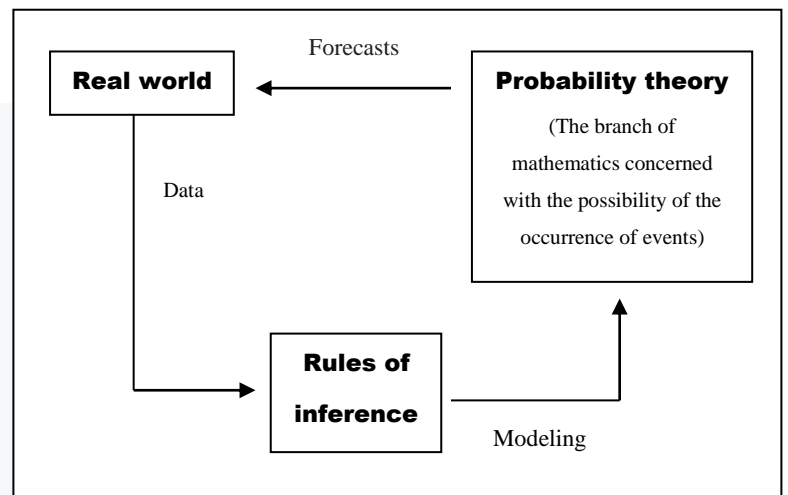 Forecasts
Real world
Probability theory
(The branch of
mathematics concerned
with the possibility of the
occurrence of events)
Data
Rules of
inference
Modeling